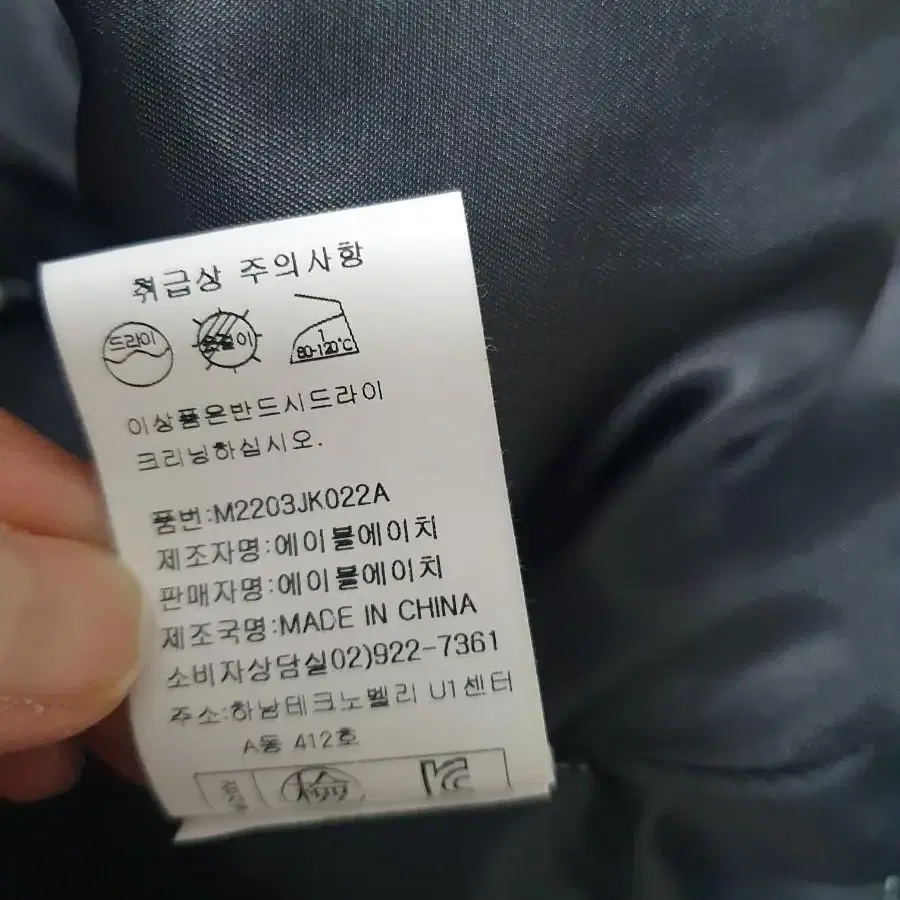 취급상 주의사항
드라이
80-120℃
이상품은반드시드라이
크리닝하십시오.
품번:M2203JK022A
제조자명:에이블에이치
판매자명:에이블에이치
제조국명:MADE IN CHINA
소비자상담실02)922-7361
주소:하남테크노벨리 U1센터
A동 412호
檢